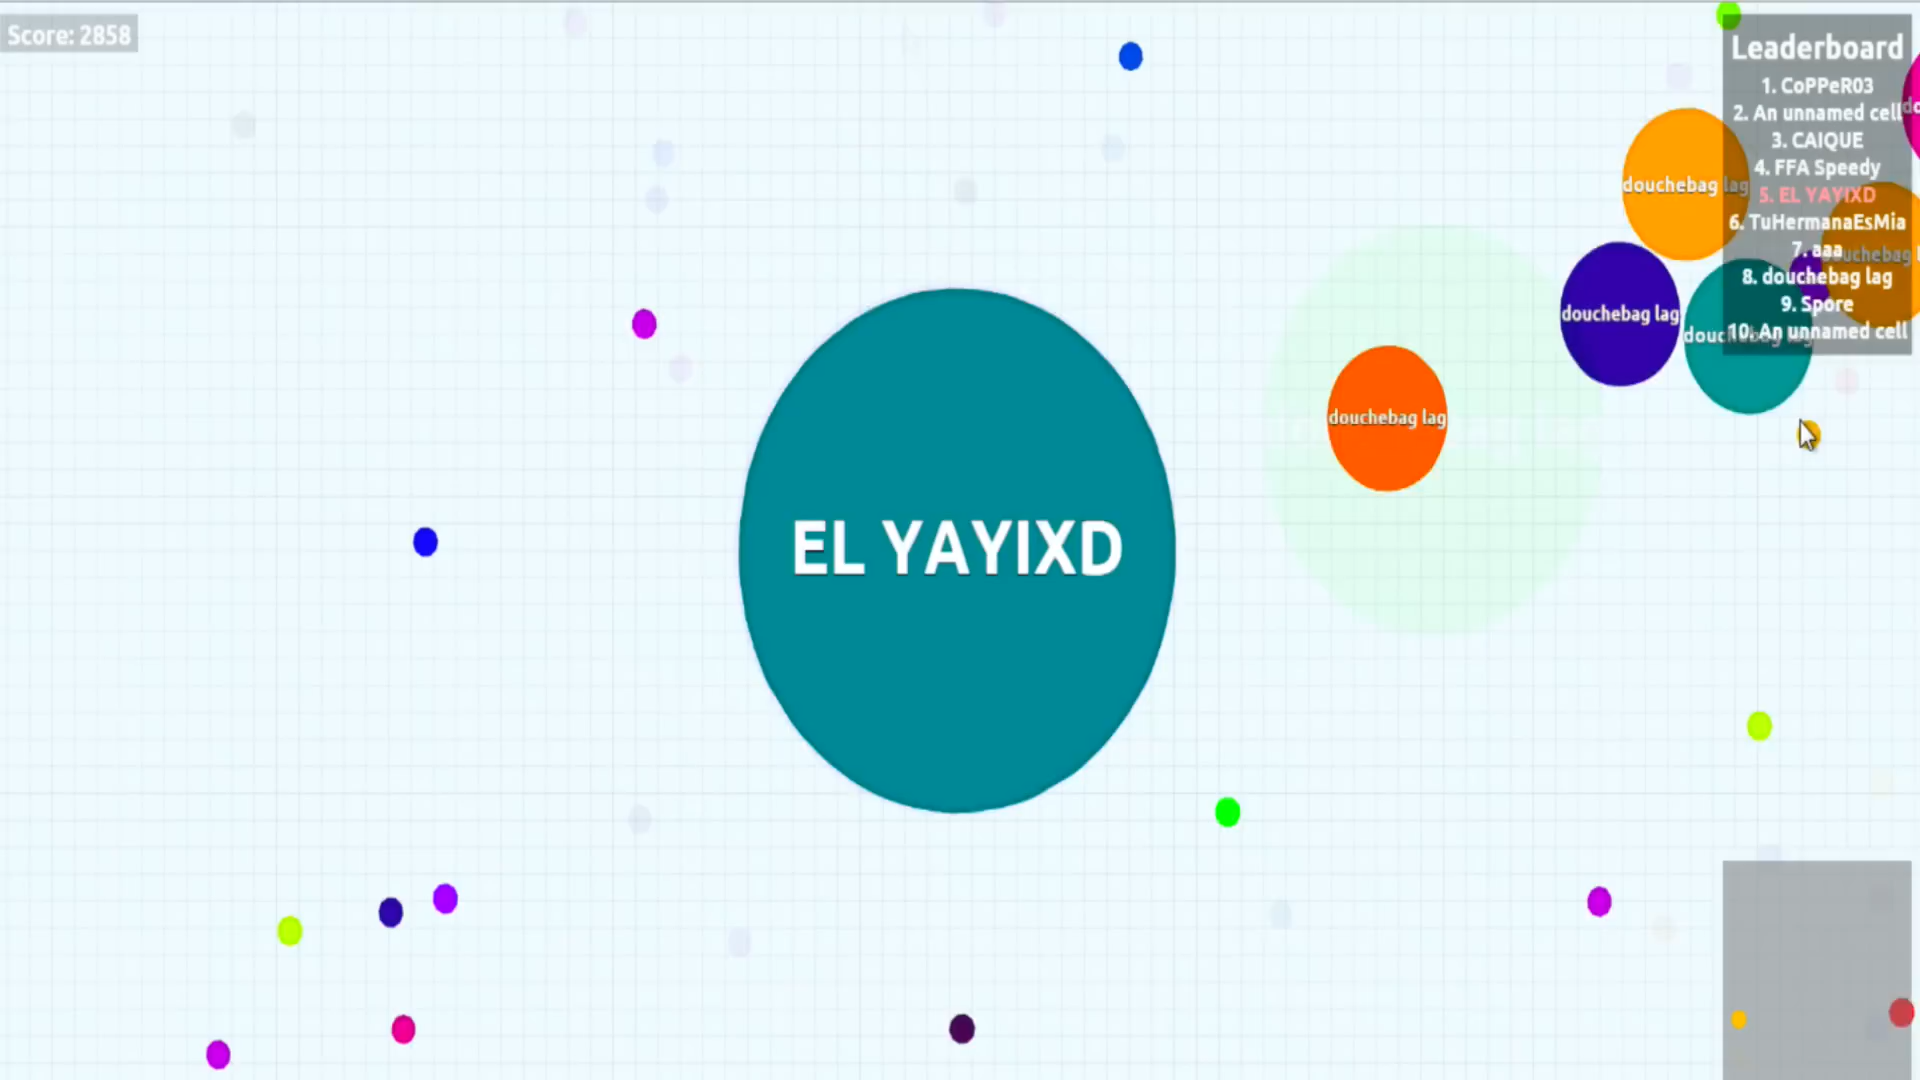 Score: 2858
Leaderboard
1. CoPPeR03
2. An unnamed cell
3. CAIQUE
4. FFA Speedy
5. EL YAYIXD
6. TuHermanaEsMia
7. aaa
8. douchebag lag
9. Spore
10. An unnamed cell
douchebag lag
douchebag lag
douchebag lag
EL YAYIXD